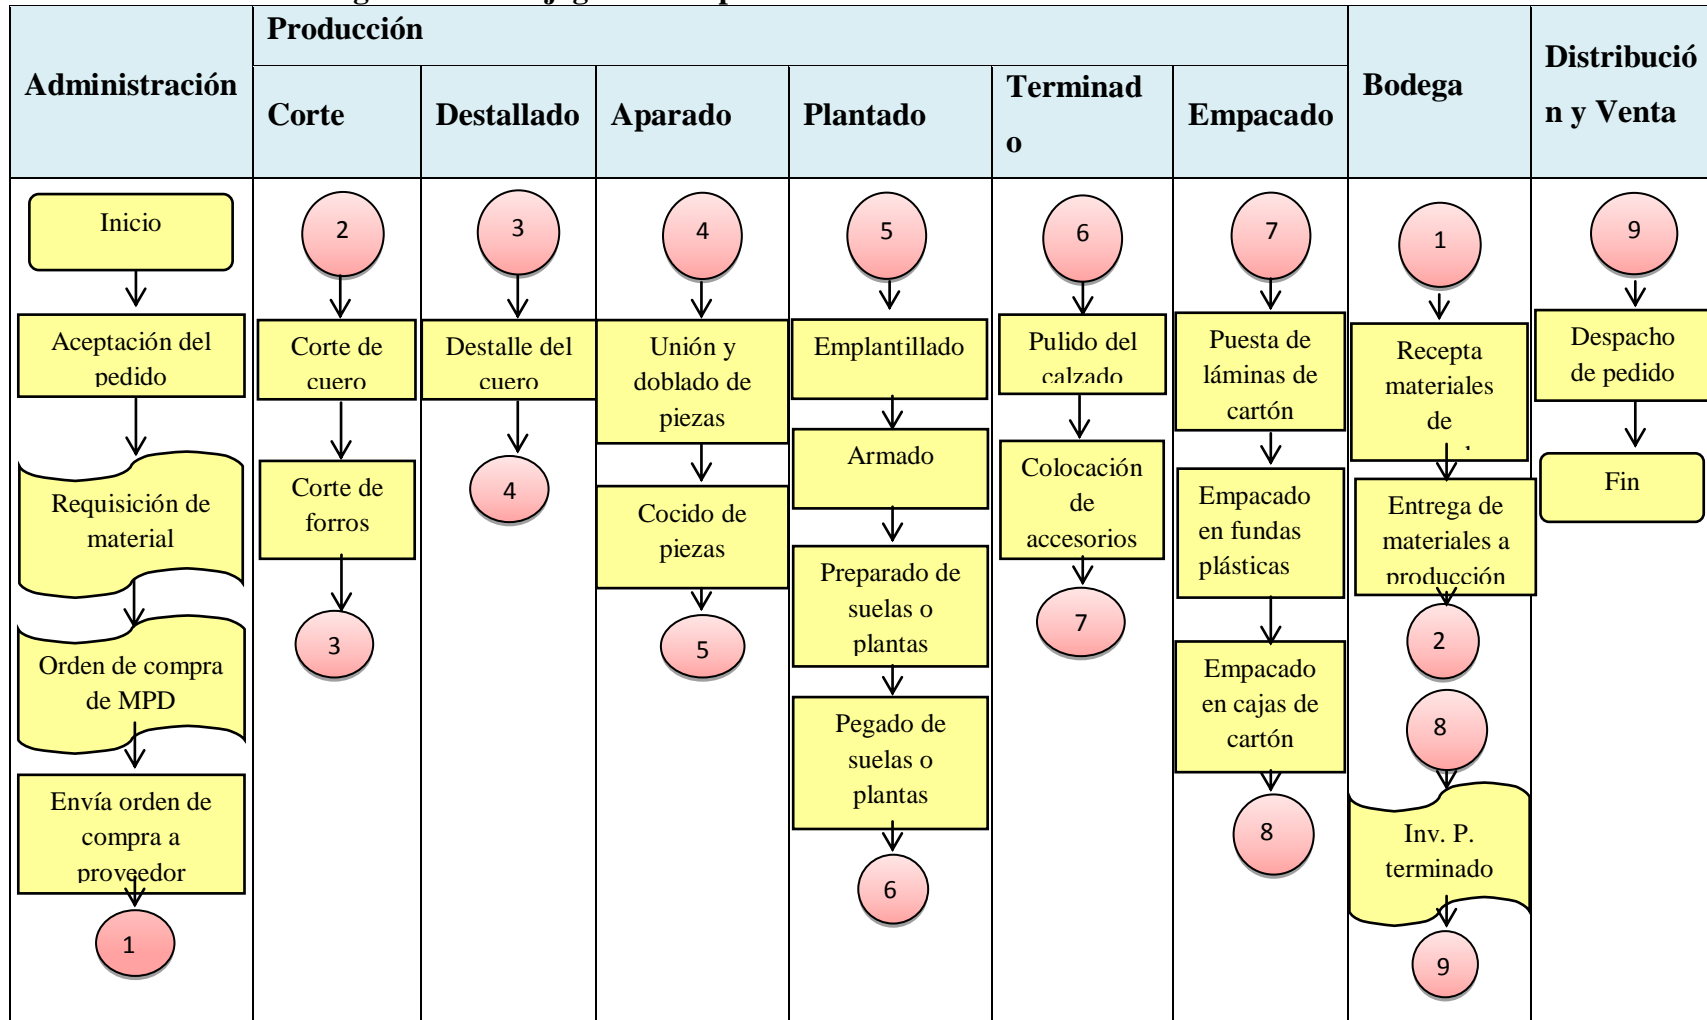 Producción
Administración
Bodega
Distribució
n y Venta
Corte
Destallado
Aparado
Plantado
Terminad
o
Empacado
Inicio
Aceptación del
pedido
Requisición de
material
Orden de compra
de MPD
Envía orden de
compra a
proveedor
1
2
Corte de
cuero
Corte de
forros
3
3
Destalle del
cuero
4
4
Unión y
doblado de
piezas
Cocido de
piezas
5
5
Emplantillado
Armado
Preparado de
suelas o
plantas
Pegado de
suelas o
plantas
6
6
Pulido del
calzado
Colocación
de
accesorios
7
7
Puesta de
láminas de
cartón
Empacado
en fundas
plásticas
Empacado
en cajas de
cartón
8
1
Recepta
materiales
de
Entrega de
materiales a
producción
2
8
Inv. P.
terminado
9
9
Despacho
de pedido
Fin